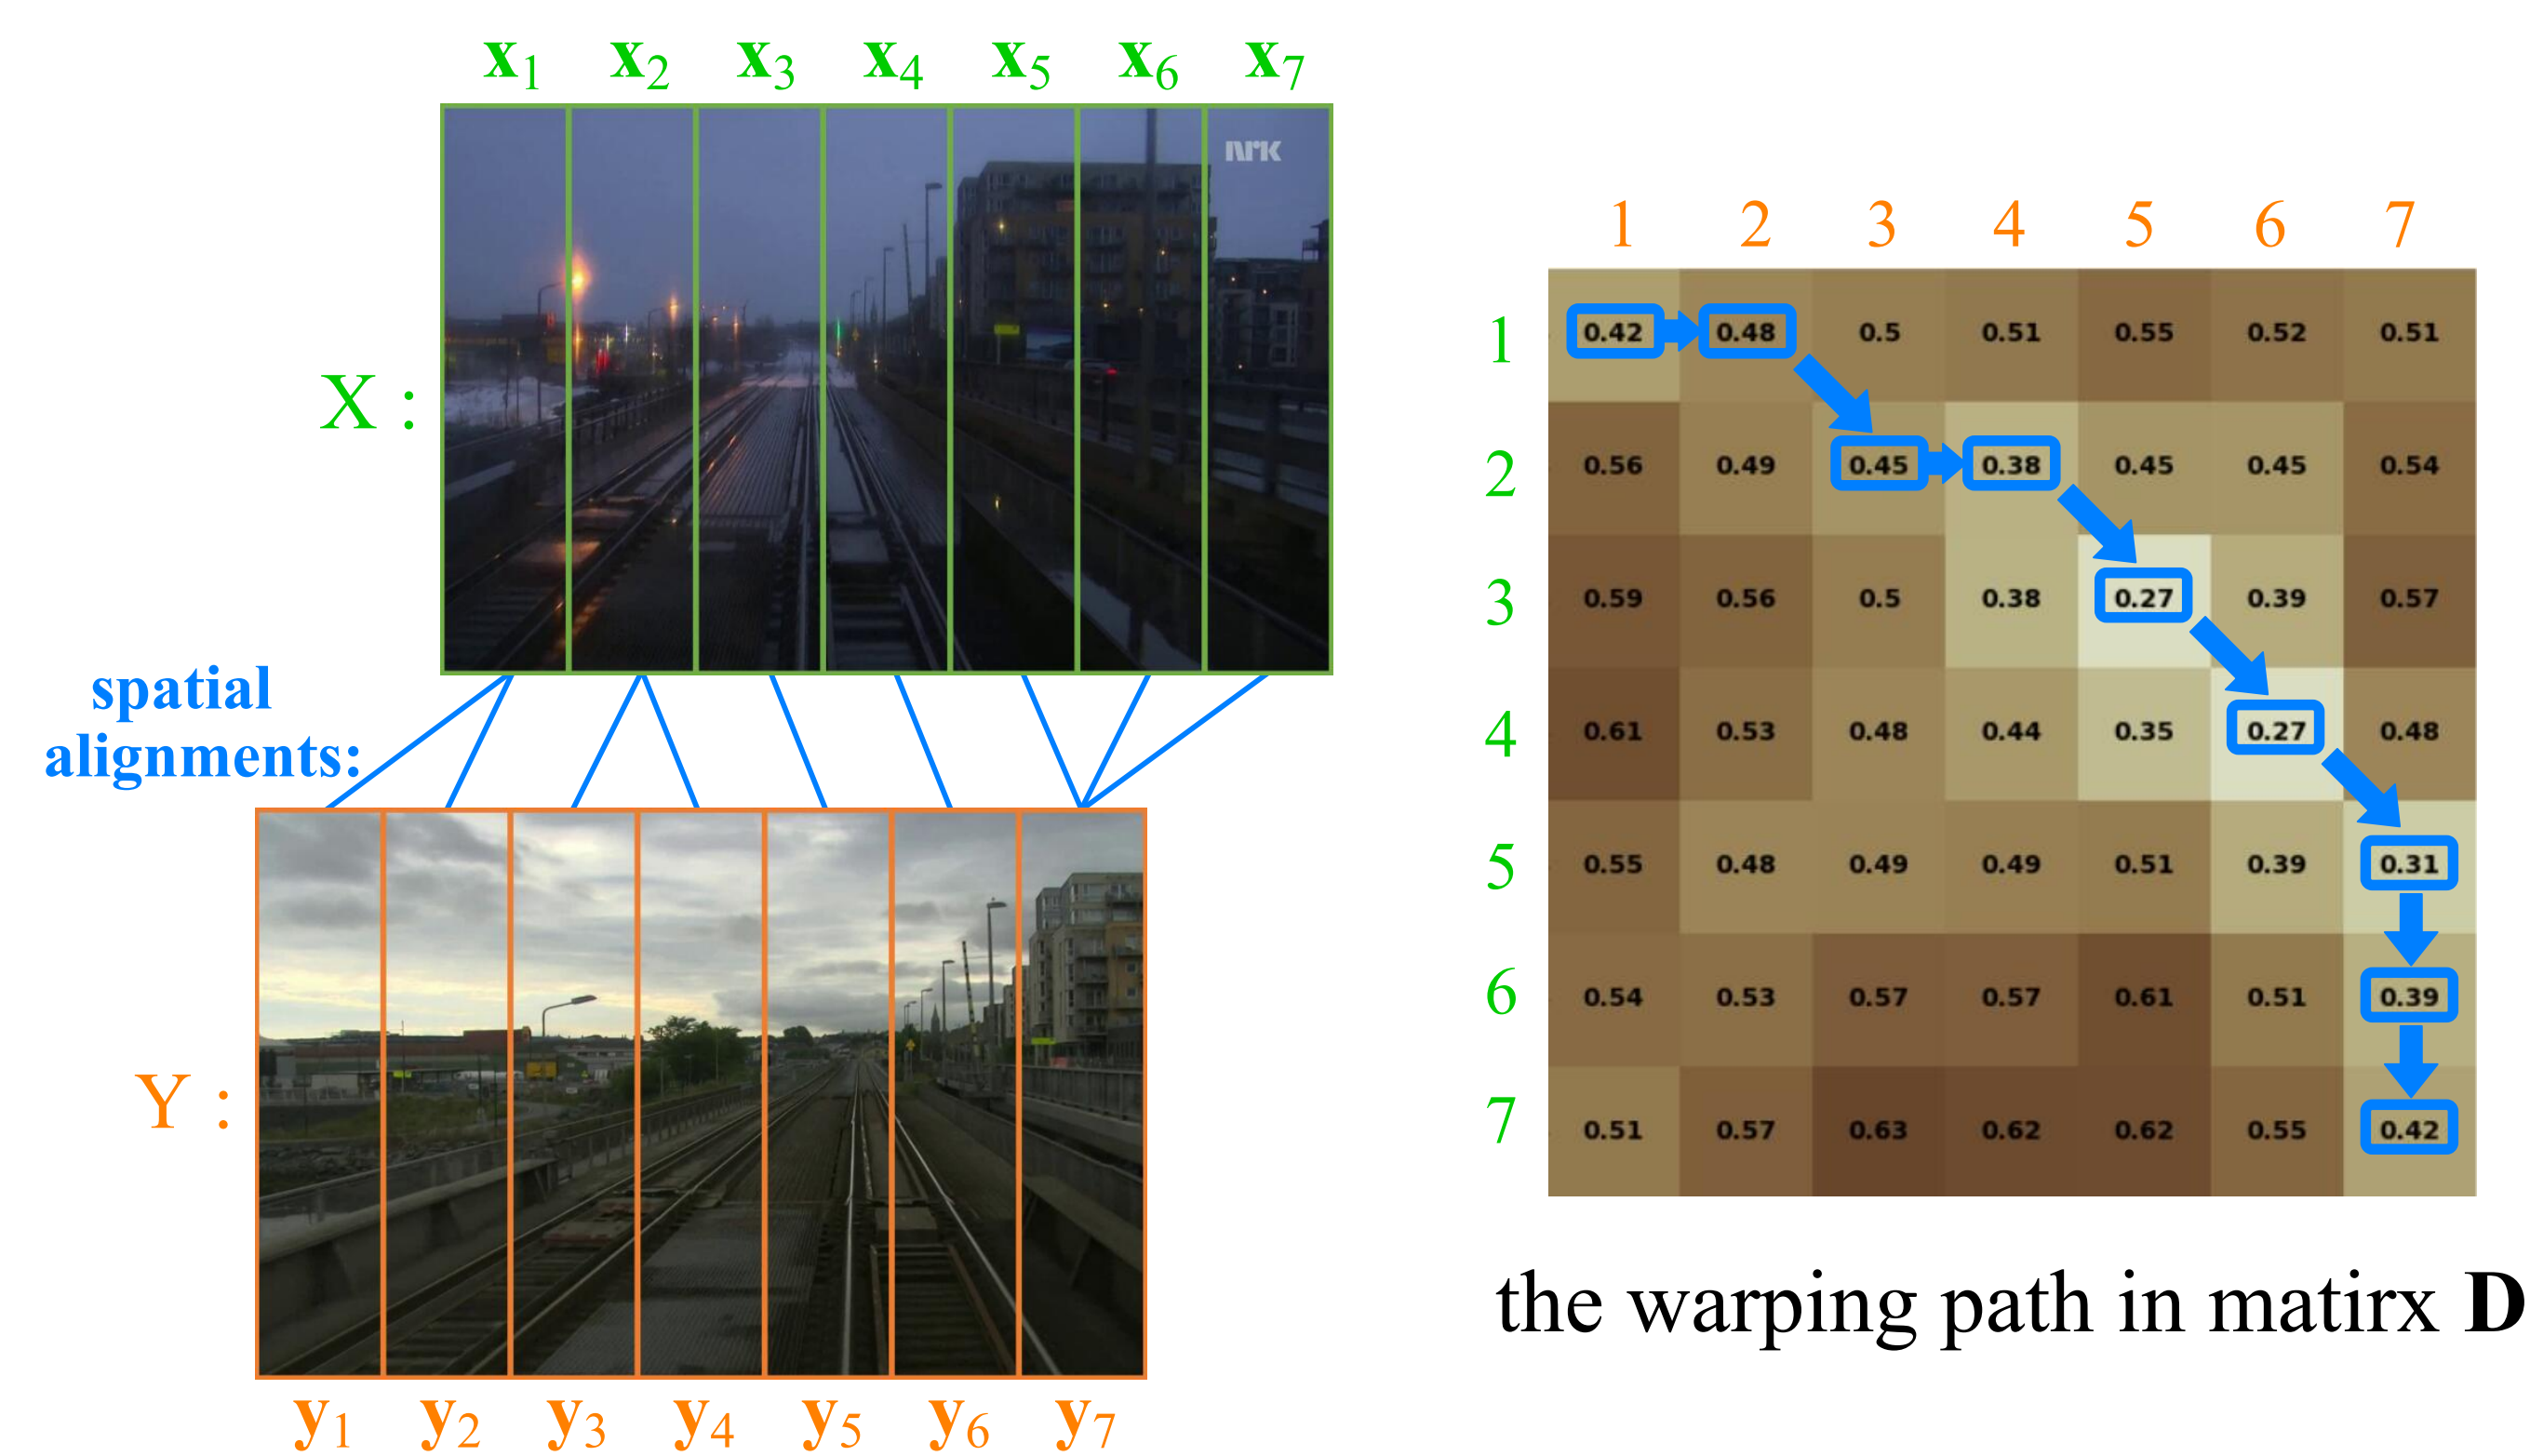 x1 x2 x3 x4 x5 x6 x7
nrk
X :
spatial
alignments:
Y :
y1 y2 y3 y4 y5 y6 y7
1 2 3 4 5 6 7
1 0.42 0.48 0.5 0.51 0.55 0.52 0.51
2 0.56 0.49 0.45 0.38 0.45 0.45 0.54
3 0.59 0.56 0.5 0.38 0.27 0.39 0.57
4 0.61 0.53 0.48 0.44 0.35 0.27 0.48
5 0.55 0.48 0.49 0.49 0.51 0.39 0.31
6 0.54 0.53 0.57 0.57 0.61 0.51 0.39
7 0.51 0.57 0.63 0.62 0.62 0.55 0.42
the warping path in matirx D